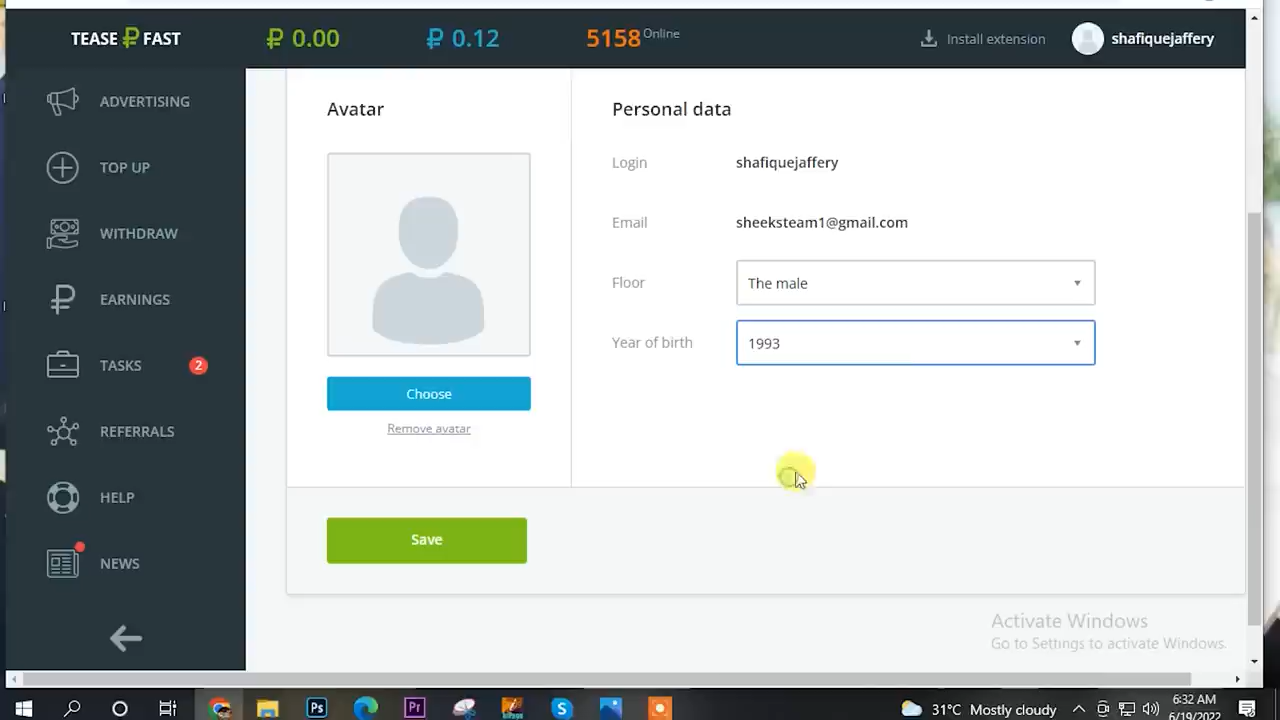 TEASE ₽ FAST
₽ 0.00
₽ 0.12
5158 Online
Install extension
shafiquejaffery
ADVERTISING
TOP UP
WITHDRAW
EARNINGS
TASKS
2
REFERRALS
HELP
NEWS
Avatar
Choose
Remove avatar
Personal data
Login
shafiquejaffery
Email
sheeksteam1@gmail.com
Floor
The male
Year of birth
1993
Save
Activate Windows
Go to Settings to activate Windows.
Ps
Pr
31°C Mostly cloudy
6:32 AM
6/19/2022